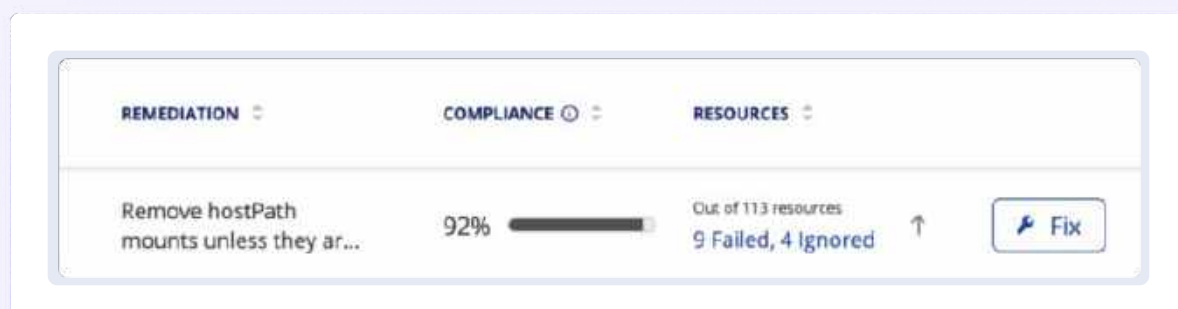 REMEDIATION
COMPLIANCE
RESOURCES
Remove hostPath
mounts unless they ar...
92%
Out of 113 resources
9 Failed, 4 Ignored
Fix